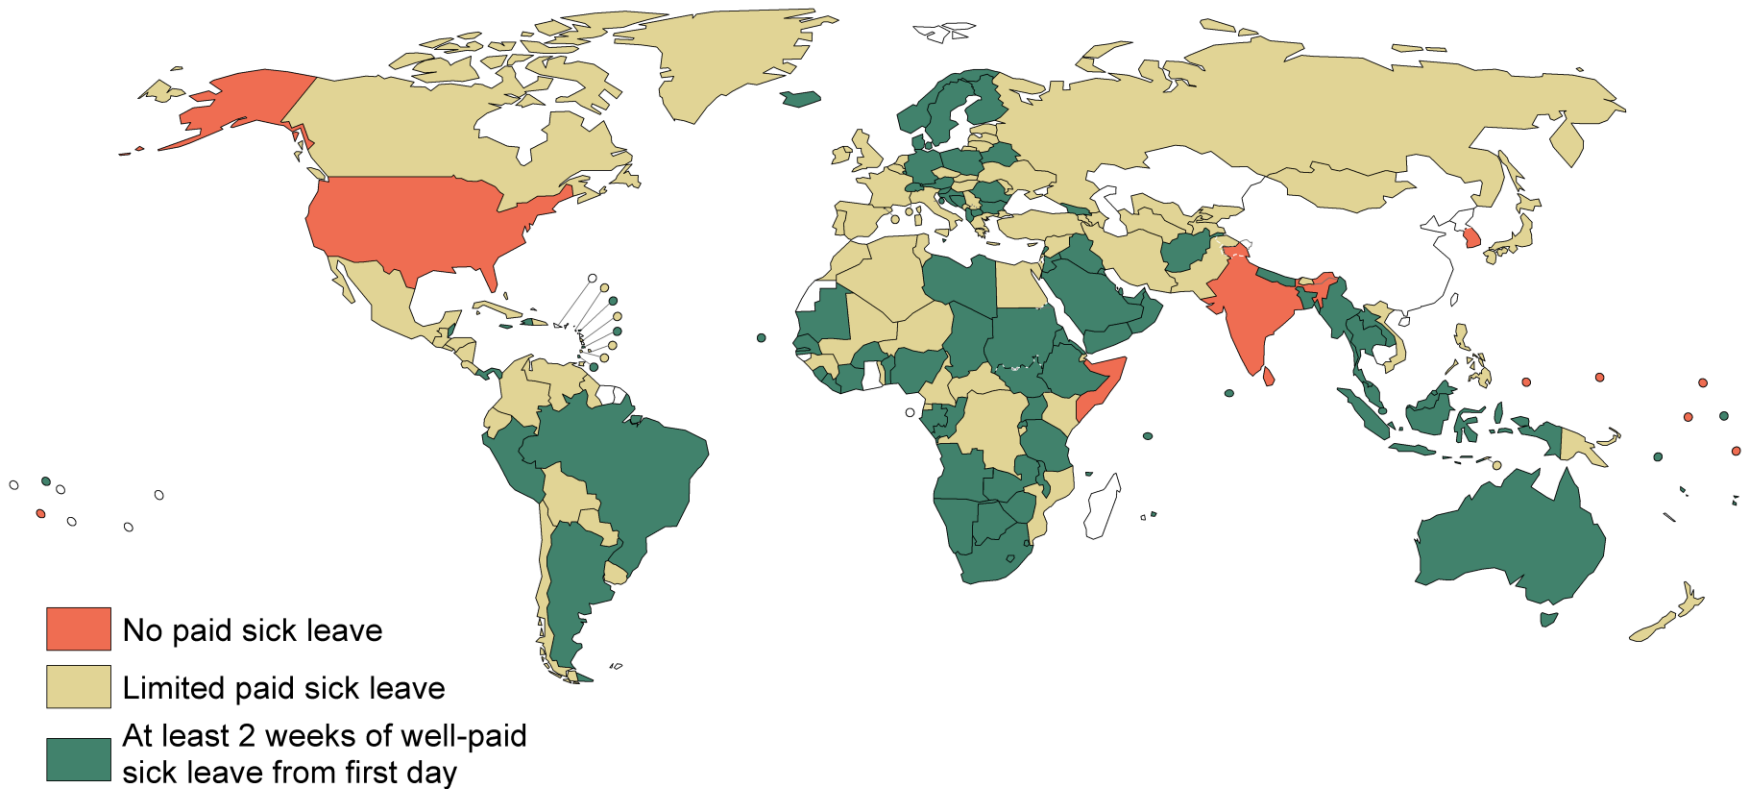 No paid sick leave
Limited paid sick leave
At least 2 weeks of well-paid
sick leave from first day